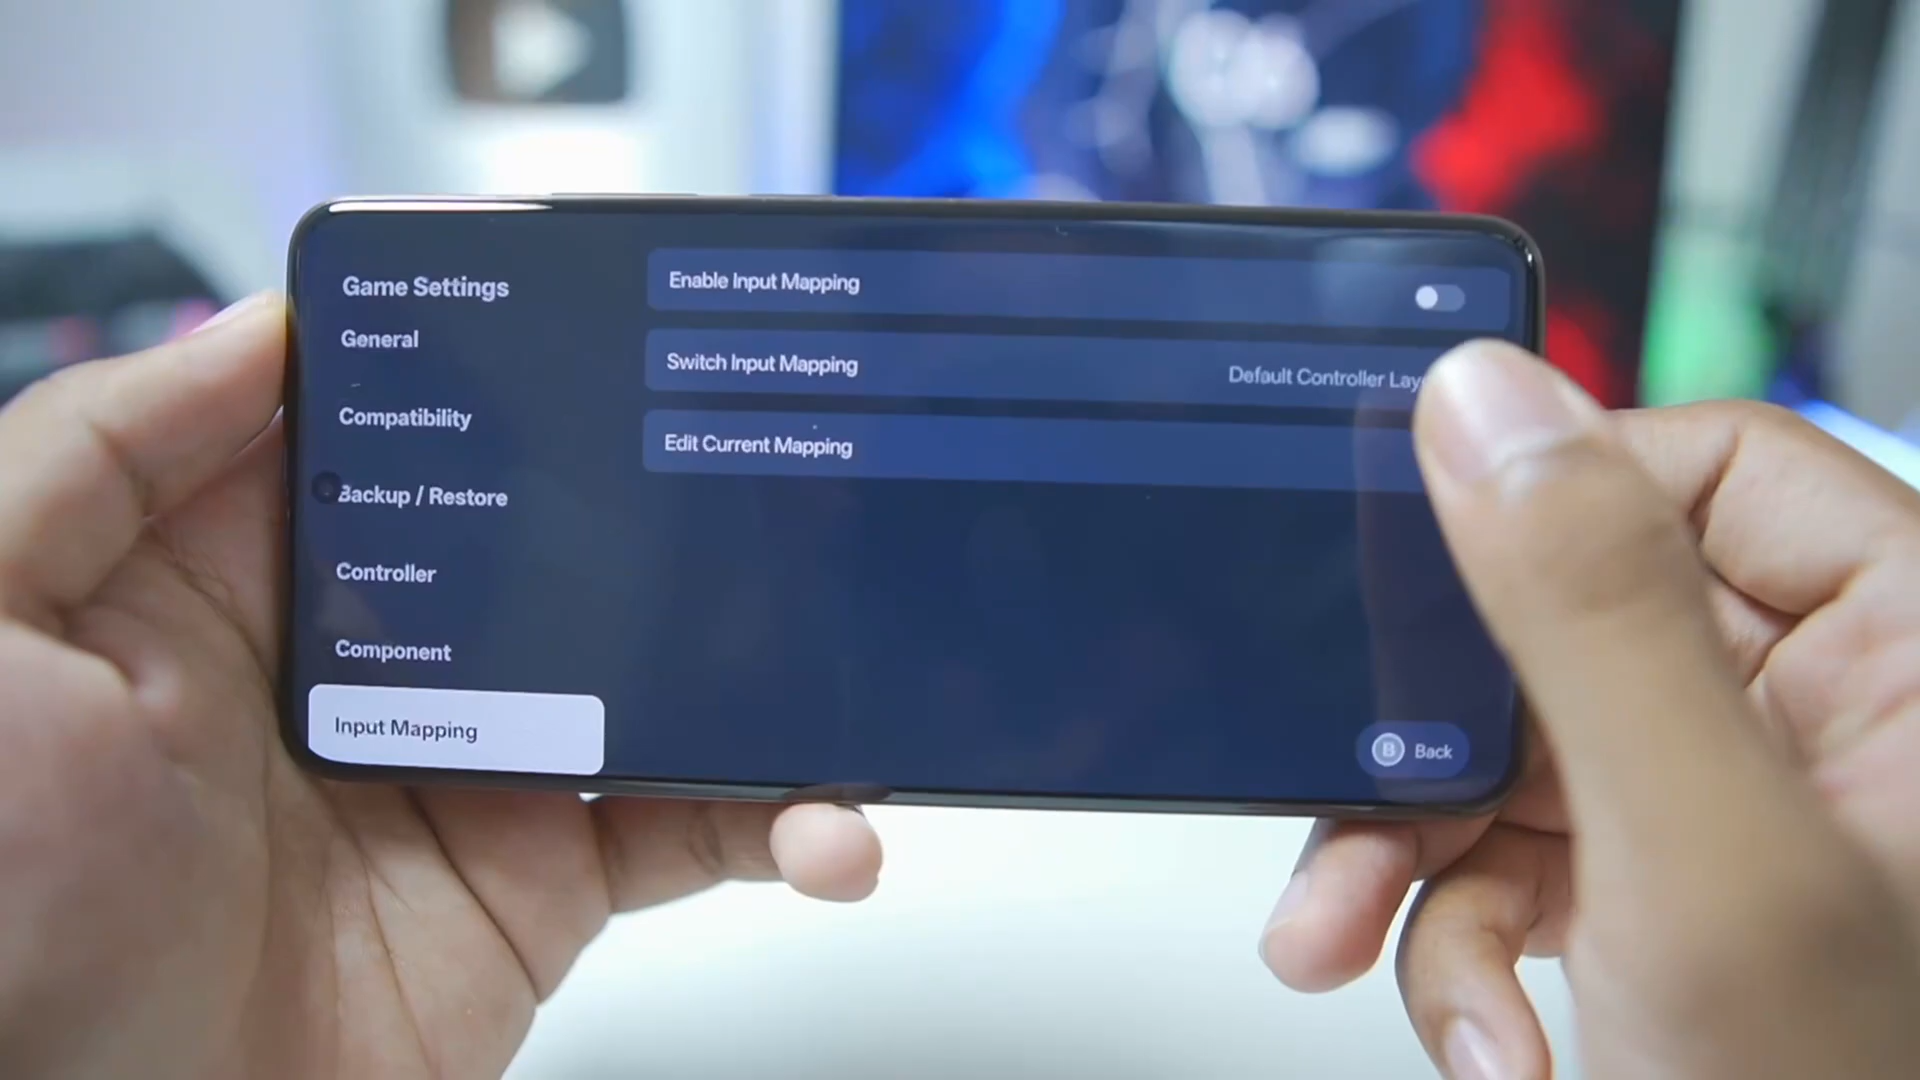 Game Settings
General
Compatibility
Backup / Restore
Controller
Component
Input Mapping
Enable Input Mapping
Switch Input Mapping
Default Controller
Edit Current Mapping
B Back